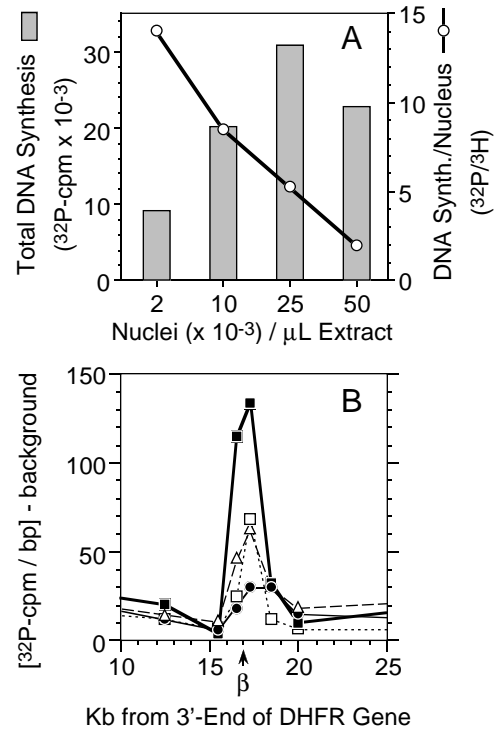 A
Total DNA Synthesis
(32P-cpm x 10-3)
30
20
10
0
15
10
5
0
DNA Synth./Nucleus
(32P/3H)
2 10 25 50
Nuclei (x 10-3) / µL Extract
B
[32P-cpm / bp] - background
150
100
50
0
10 15 20 25
β
Kb from 3'-End of DHFR Gene